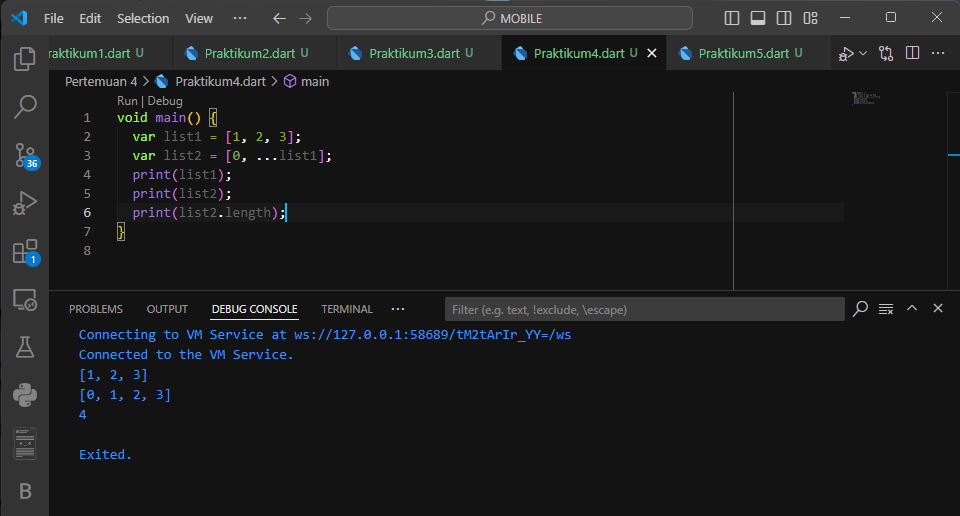 File Edit Selection View ··· MOBILE
raktikum1.dart U Praktikum2.dart U Praktikum3.dart U Praktikum4.dart U Praktikum5.dart U
Pertemuan 4 > Praktikum4.dart > main
Run | Debug
1 void main() {
2 var list1 = [1, 2, 3];
3 var list2 = [0, ...list1];
4 print(list1);
5 print(list2);
6 print(list2.length);
7 }
8
36
1
B
PROBLEMS OUTPUT DEBUG CONSOLE TERMINAL ··· Filter (e.g. text, !exclude, \escape)
Connecting to VM Service at ws://127.0.0.1:58689/tM2tArIr_YY=/ws
Connected to the VM Service.
[1, 2, 3]
[0, 1, 2, 3]
4
Exited.